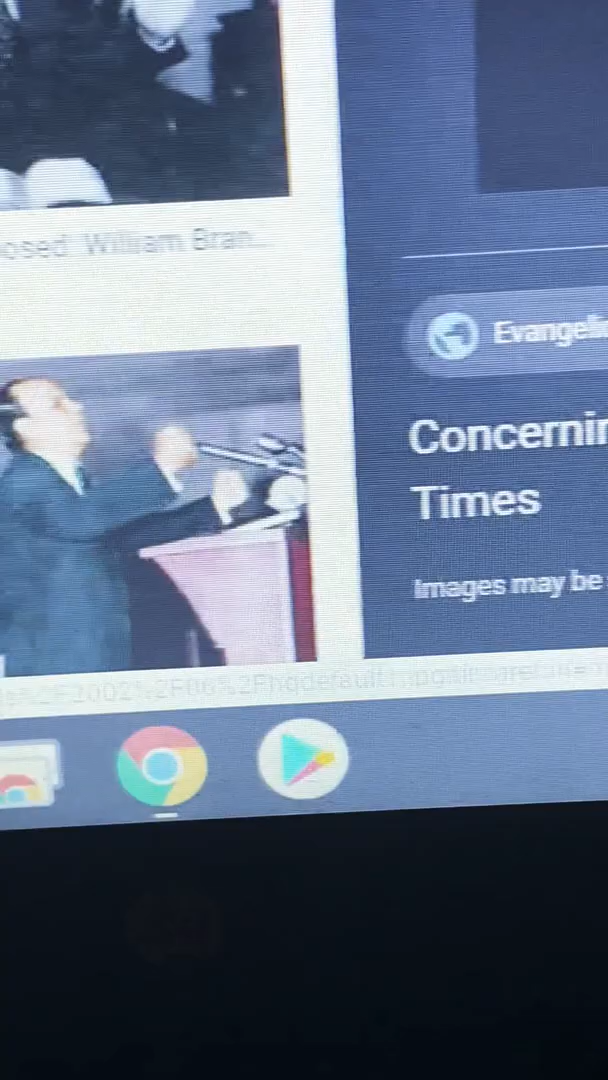 osed: William Bran...
Evangeli
Concernin
Times
Images may be